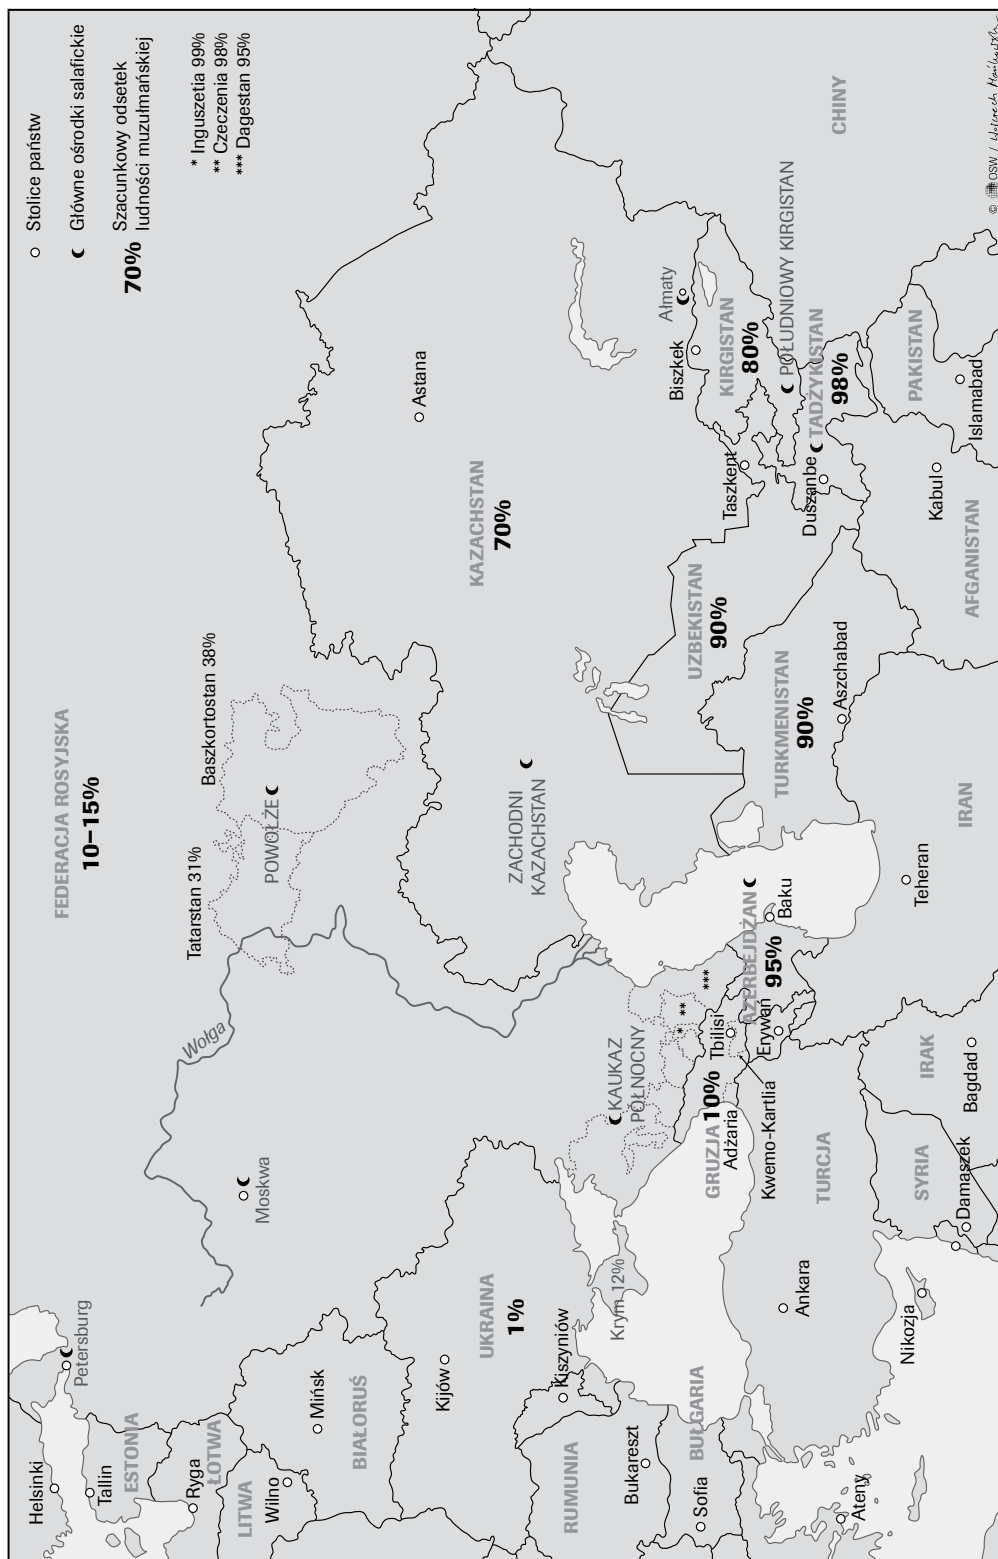 Stolice państw
Główne ośrodki salafickie
70%
Szacunkowy odsetek
ludności muzułmańskiej
* Inguszetia 99%
** Czeczenia 98%
*** Dagestan 95%
FEDERACJA ROSYJSKA
10–15%
Helsinki
Petersburg
Tallin
ESTONIA
Ryga
ŁOTWA
LITWA
Wilno
Mińsk
BIAŁORUŚ
Moskwa
Wołga
Tatarstan 31%
Baszkortostan 38%
POWOŁŻE
Kijów
UKRAINA
1%
Kiszyniów
RUMUNIA
Bukareszt
BUŁGARIA
Sofia
Ateny
Krym 12%
KAUKAZ
PÓŁNOCNY
*
**
***
GRUZJA
10%
Tbilisi
Adżaria
Kwemo-Kartlia
Erywań
AZERBEJDŻAN
95%
Baku
ZACHODNI
KAZACHSTAN
KAZACHSTAN
70%
Astana
Ałmaty
Biszkek
KIRGISTAN
80%
POŁUDNIOWY KIRGISTAN
Taszkent
UZBEKISTAN
90%
TURKMENISTAN
90%
Aszchabad
Duszanbe
TADŻYKISTAN
98%
CHINY
PAKISTAN
Islamabad
Kabul
AFGANISTAN
IRAN
Teheran
IRAK
Bagdad
SYRIA
Damaszek
TURCJA
Ankara
Nikozja
© OSW / Wojciech Mańkowski